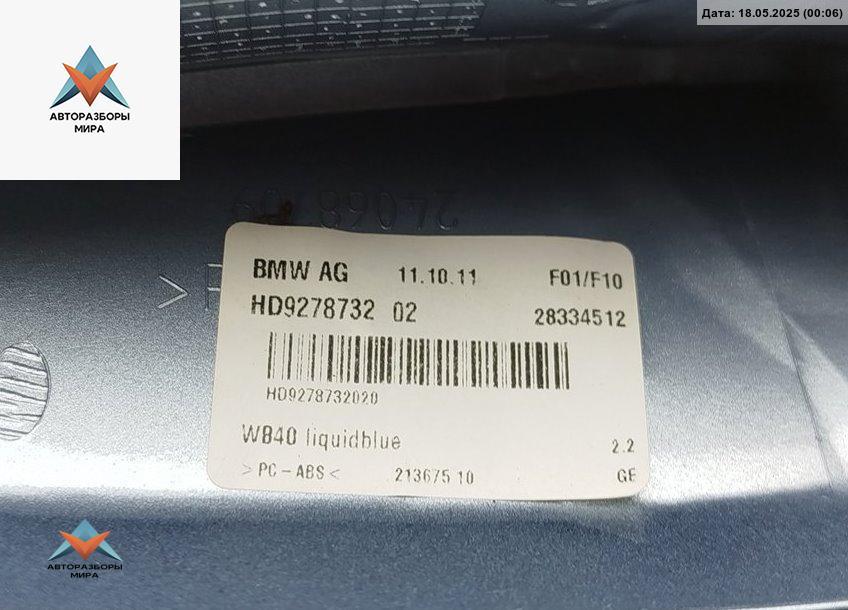 Дата: 18.05.2025 (00:06)
АВТОРАЗБОРЫ
МИРА
BMW AG 11.10.11 F01/F10
HD9278732 02 28334512
HD9278732020
WB40 liquidblue 2.2
>PC-ABS< 213675 10 GE
АВТОРАЗБОРЫ
МИРА